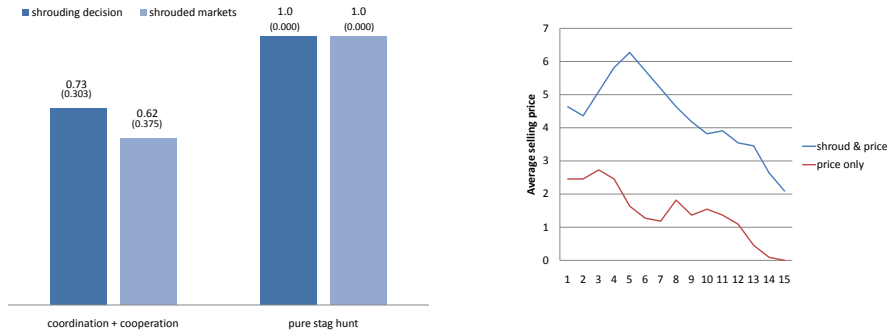 shrouding decision shrouded markets
1.0 1.0
(0.000) (0.000)
0.73
(0.303)
0.62
(0.375)
coordination + cooperation pure stag hunt
Average selling price
7
6
5
4
3
2
1
0
1 2 3 4 5 6 7 8 9 10 11 12 13 14 15
shroud & price
price only